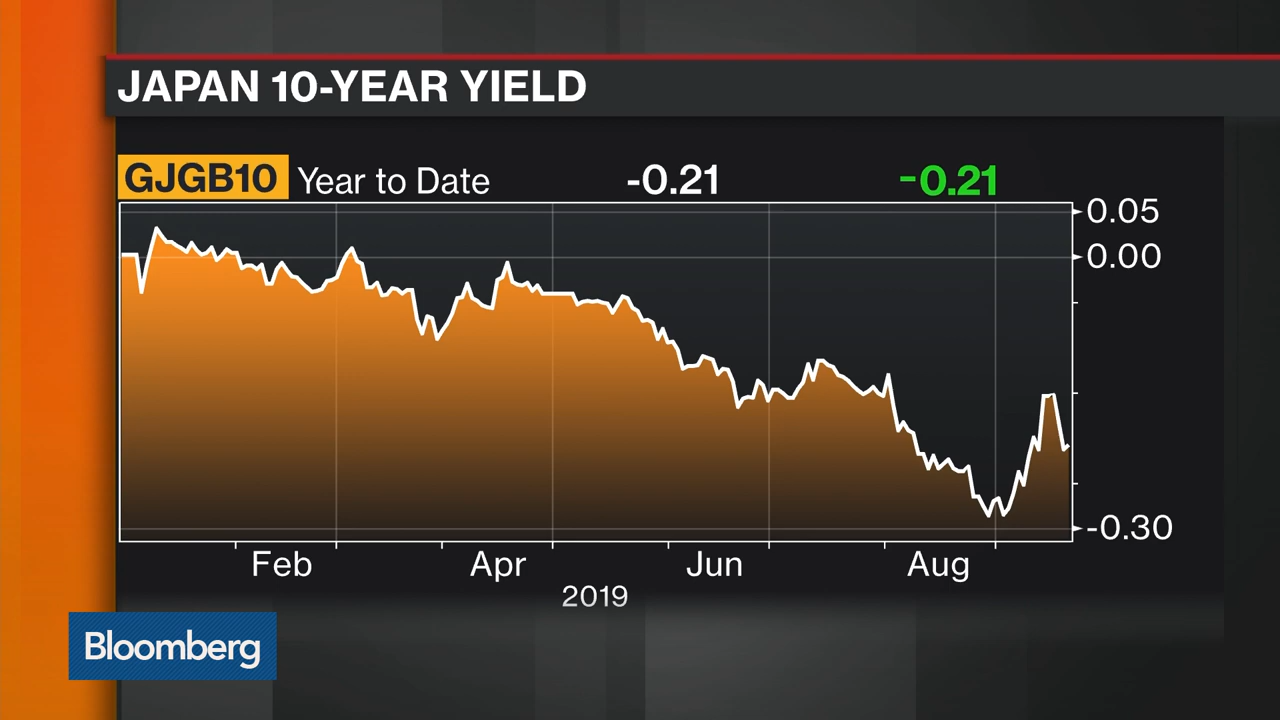 JAPAN 10-YEAR YIELD
GJGB10 Year to Date -0.21 -0.21
0.05
0.00
-0.30
Feb Apr Jun Aug
2019
Bloomberg